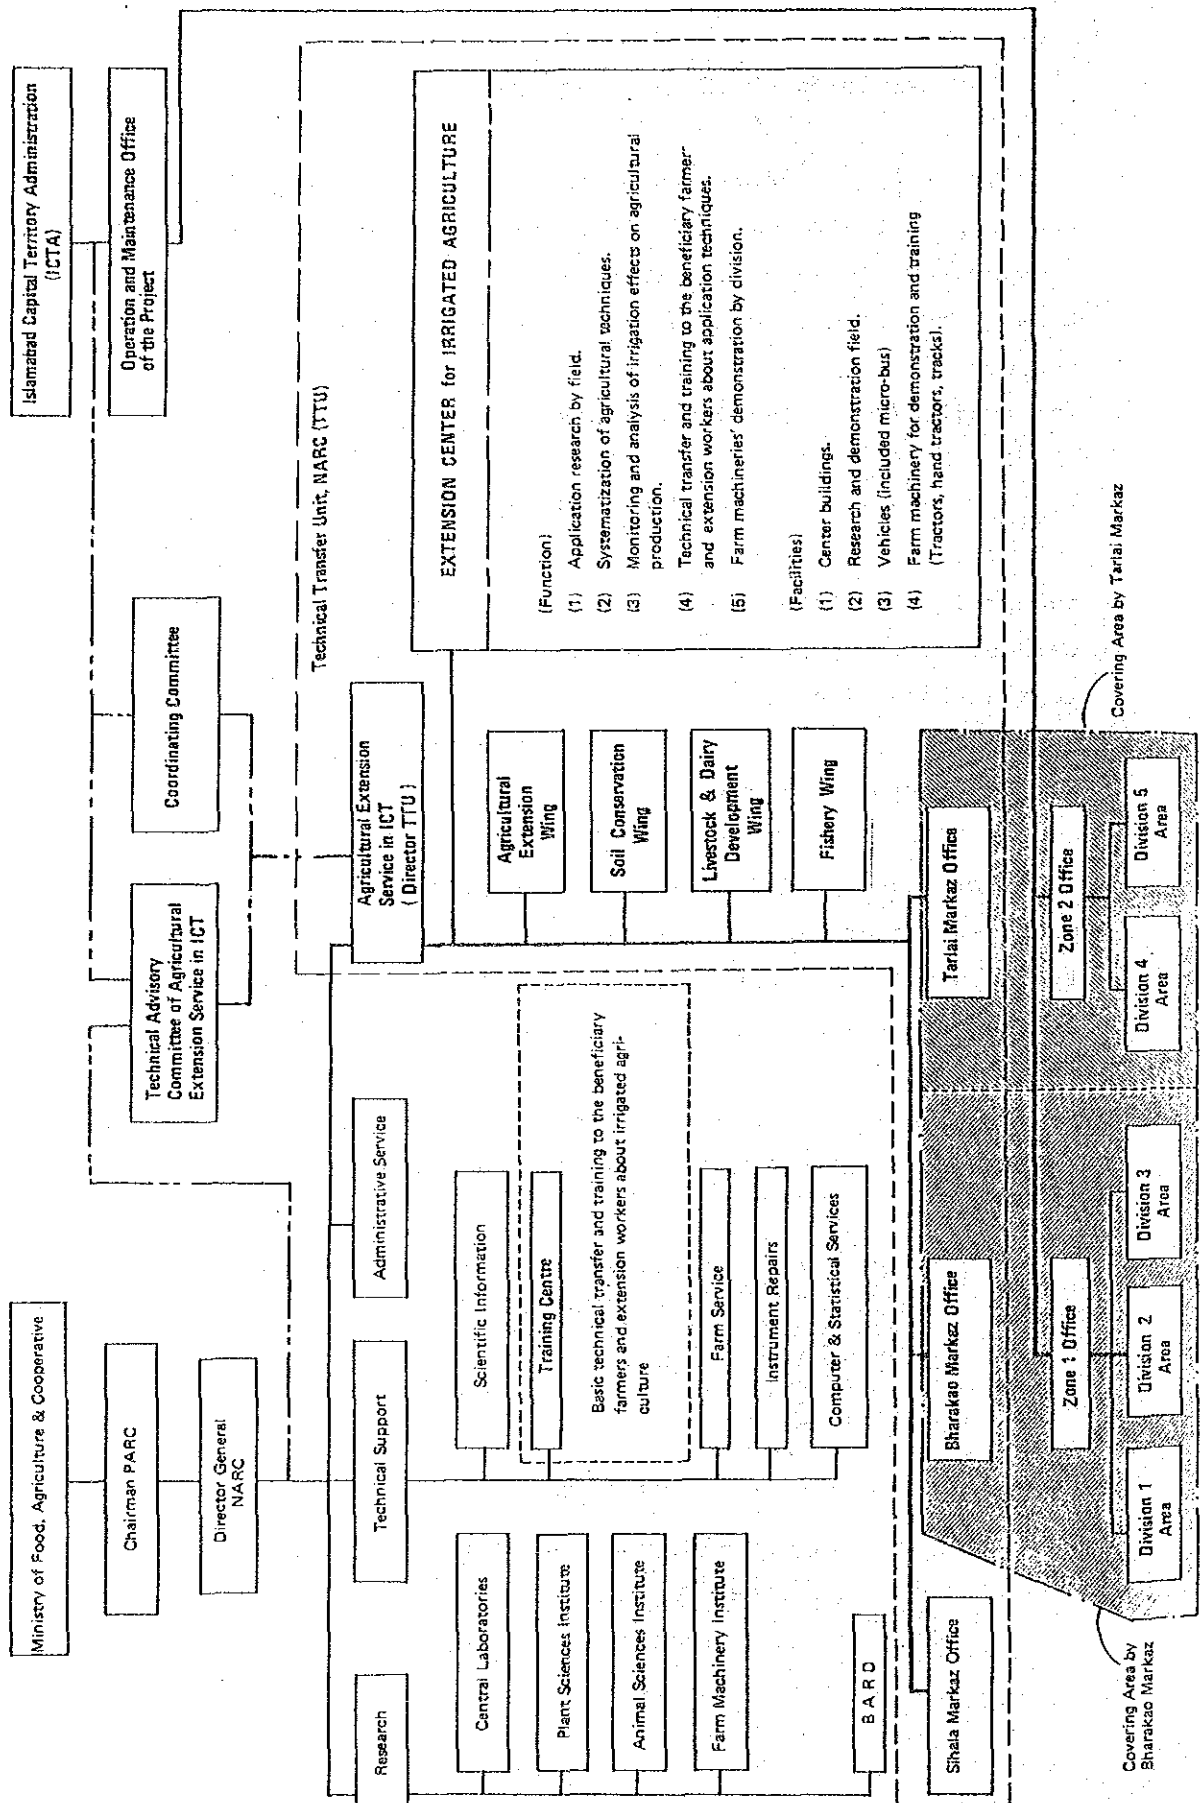 Ministry of Food, Agriculture & Cooperative
Chairman PARC
Director General
NARC
Islamabad Capital Territory Administration
(ICTA)
Operation and Maintenance Office
of the Project
Technical Advisory
Committee of Agricultural
Extension Service in ICT
Coordinating Committee
Research
Technical Support
Administrative Service
Technical Transfer Unit, NARC (TTU)
Agricultural Extension
Service in ICT
( Director TTU )
Central Laboratories
Plant Sciences Institute
Animal Sciences Institute
Farm Machinery Institute
B A R D
Scientific Information
Training Centre
Basic technical transfer and training to the beneficiary
farmers and extension workers about irrigated agri-
culture
Farm Service
Instrument Repairs
Computer & Statistical Services
Agricultural
Extension
Wing
Soil Conservation
Wing
Livestock & Dairy
Development
Wing
Fishery Wing
EXTENSION CENTER for IRRIGATED AGRICULTURE
(Function)
(1) Application research by field.
(2) Systematization of agricultural techniques.
(3) Monitoring and analysis of irrigation effects on agricultural
production.
(4) Technical transfer and training to the beneficiary farmer-
and extension workers about application techniques.
(5) Farm machineries' demonstration by division.
(Facilities)
(1) Center buildings.
(2) Research and demonstration field.
(3) Vehicles (included micro-bus)
(4) Farm machinery for demonstration and training
(Tractors, hand tractors, tracks).
Sihala Markaz Office
Bharakao Markaz Office
Tarlai Markaz Office
Zone 1 Office
Zone 2 Office
Division 1
Area
Division 2
Area
Division 3
Area
Division 4
Area
Division 5
Area
Covering Area by
Bharakao Markaz
Covering Area by Tarlai Markaz